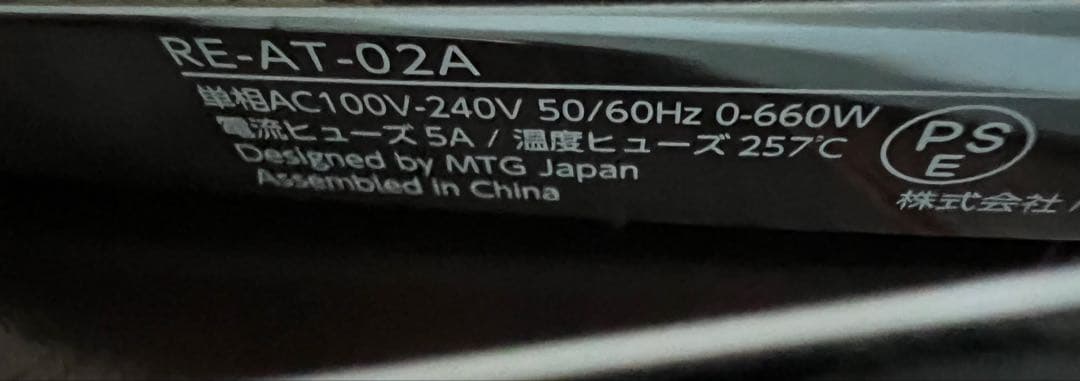 RE-AT-02A
単相AC100V-240V 50/60Hz 0-660W
電流ヒューズ 5A / 温度ヒューズ 257℃
Designed by MTG Japan
Assembled in China
PS
E
株式会社